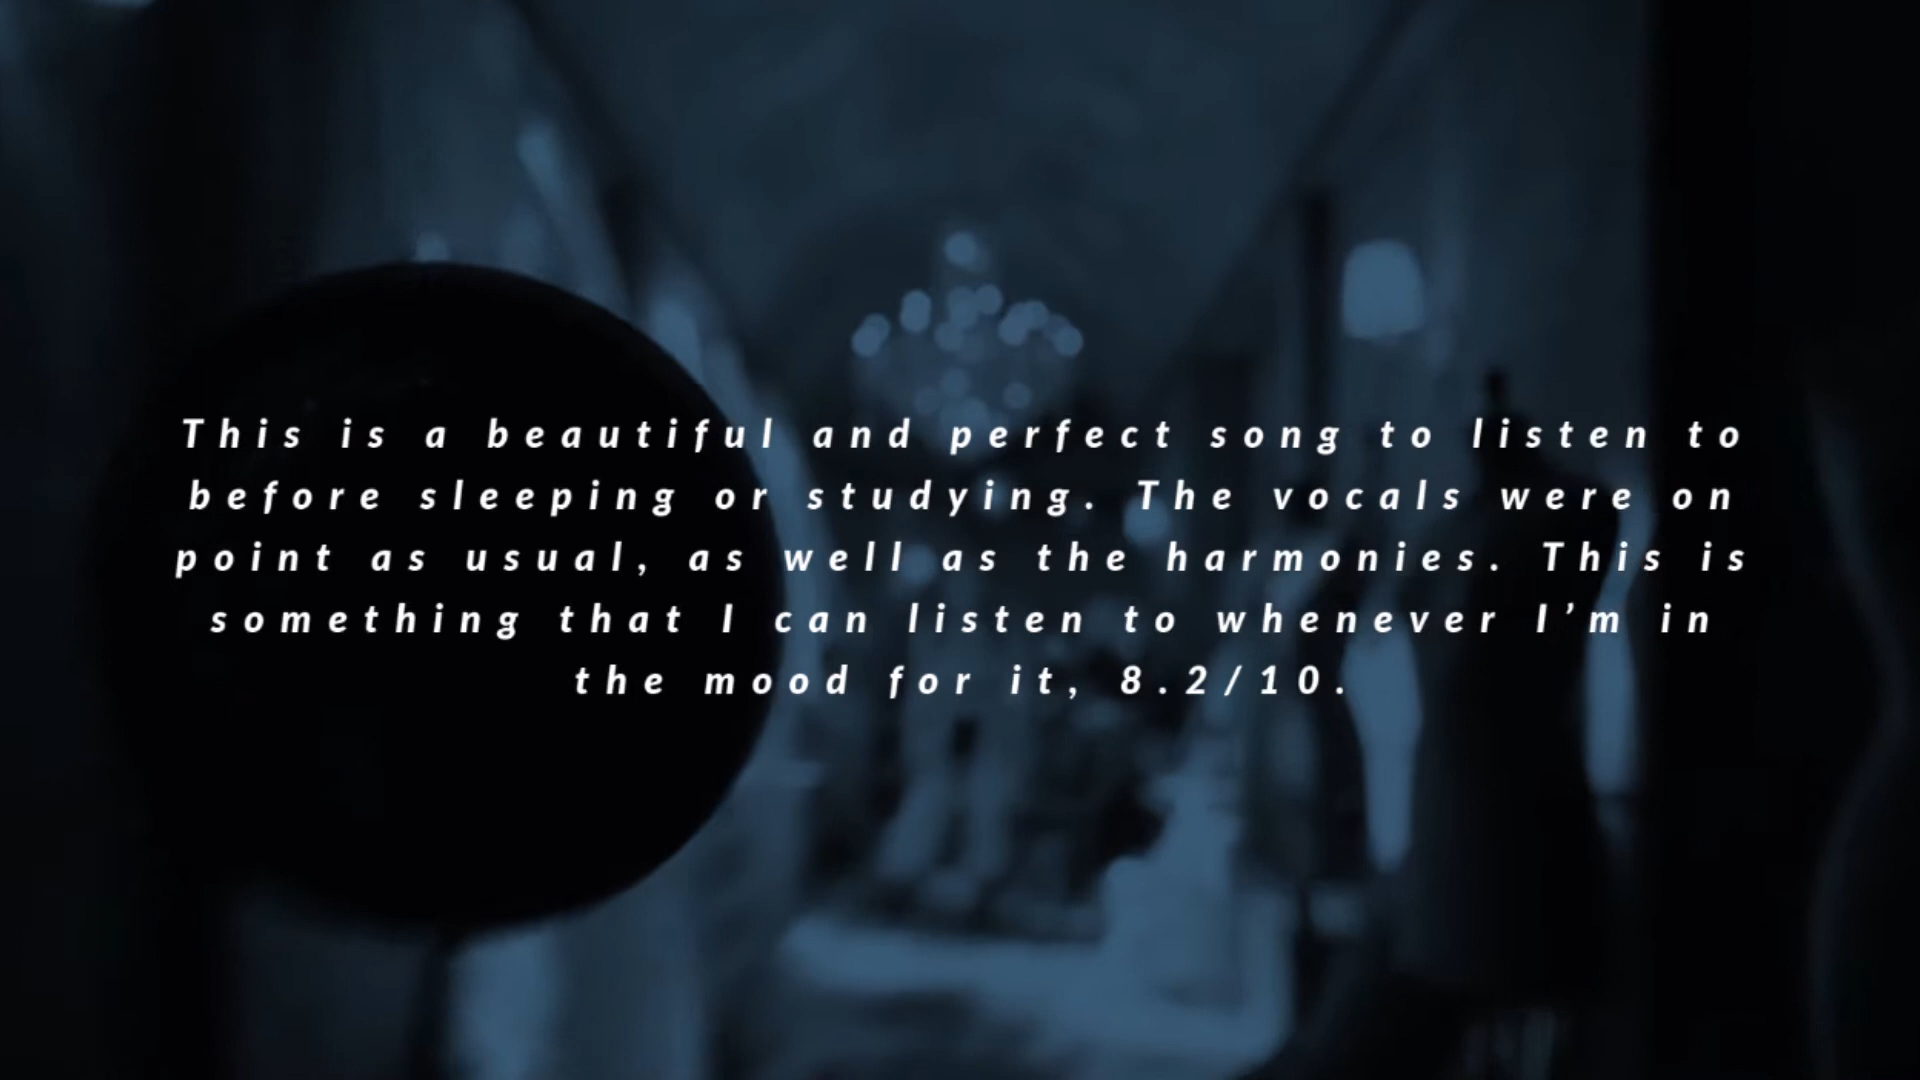 This is a beautiful and perfect song to listen to
before sleeping or studying. The vocals were on
point as usual, as well as the harmonies. This is
something that I can listen to whenever I’m in
the mood for it, 8.2/10.